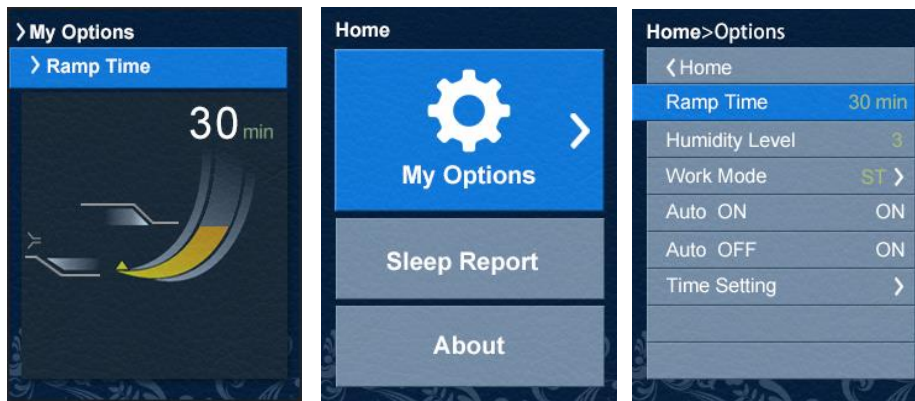 My Options
Ramp Time
30 min
Home
My Options
Sleep Report
About
Home>Options
Home
Ramp Time 30 min
Humidity Level 3
Work Mode ST
Auto ON ON
Auto OFF ON
Time Setting